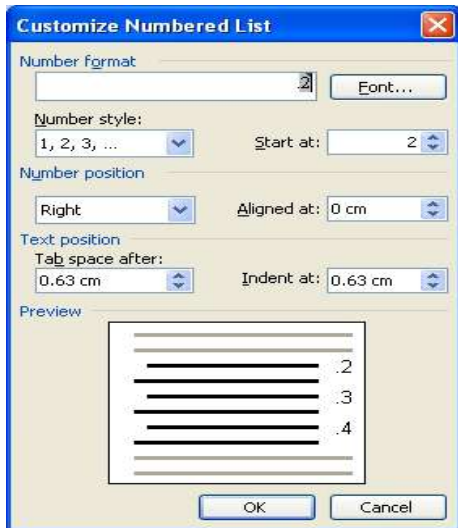 Customize Numbered List
Number format
.2
Font...
Number style:
1, 2, 3, ...
Start at: 2
Number position
Right
Aligned at: 0 cm
Text position
Tab space after:
0.63 cm
Indent at: 0.63 cm
Preview
.2
.3
.4
OK
Cancel